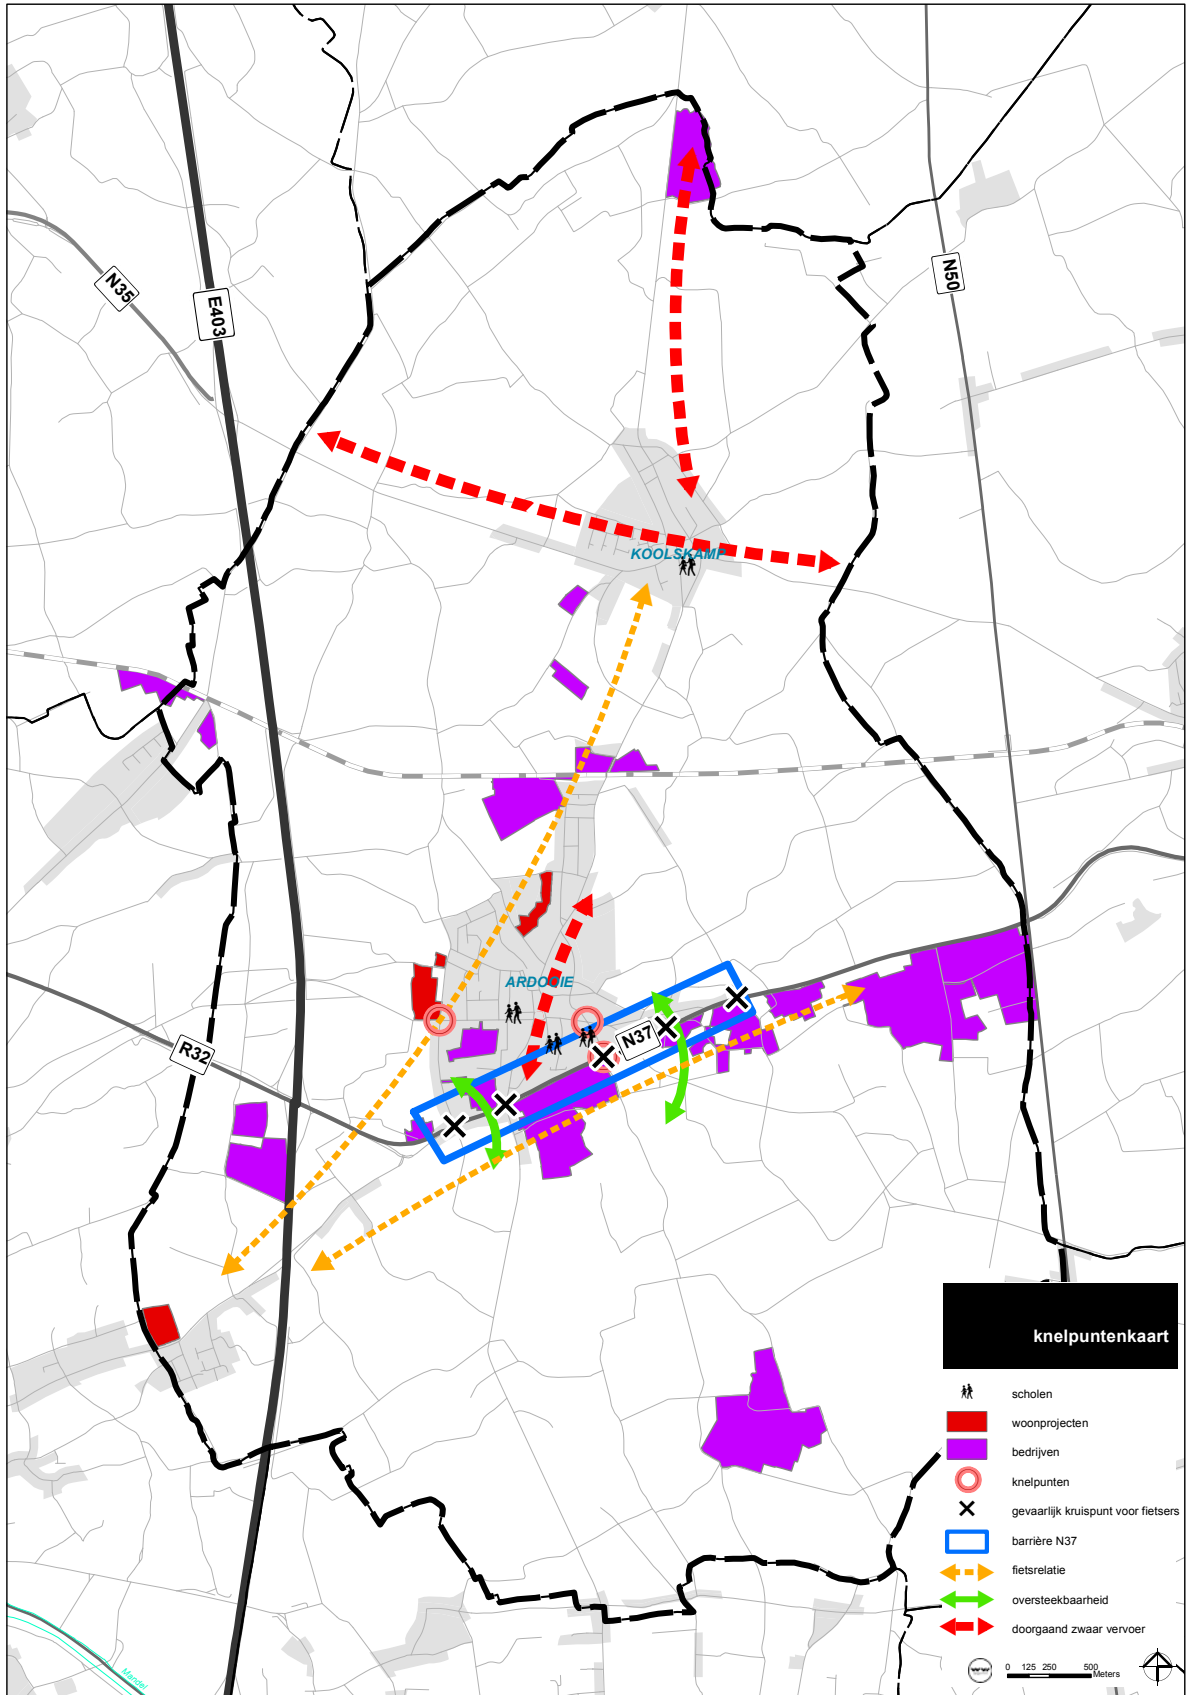 N35
E403
N50
KOOLSKAMP
ARDOOIE
N37
R32
knelpuntenkaart
scholen
woonprojecten
bedrijven
knelpunten
gevaarlijk kruispunt voor fietsers
barrière N37
fietsrelatie
oversteekbaarheid
doorgaand zwaar vervoer
0 125 250 500
Meters
Mandel